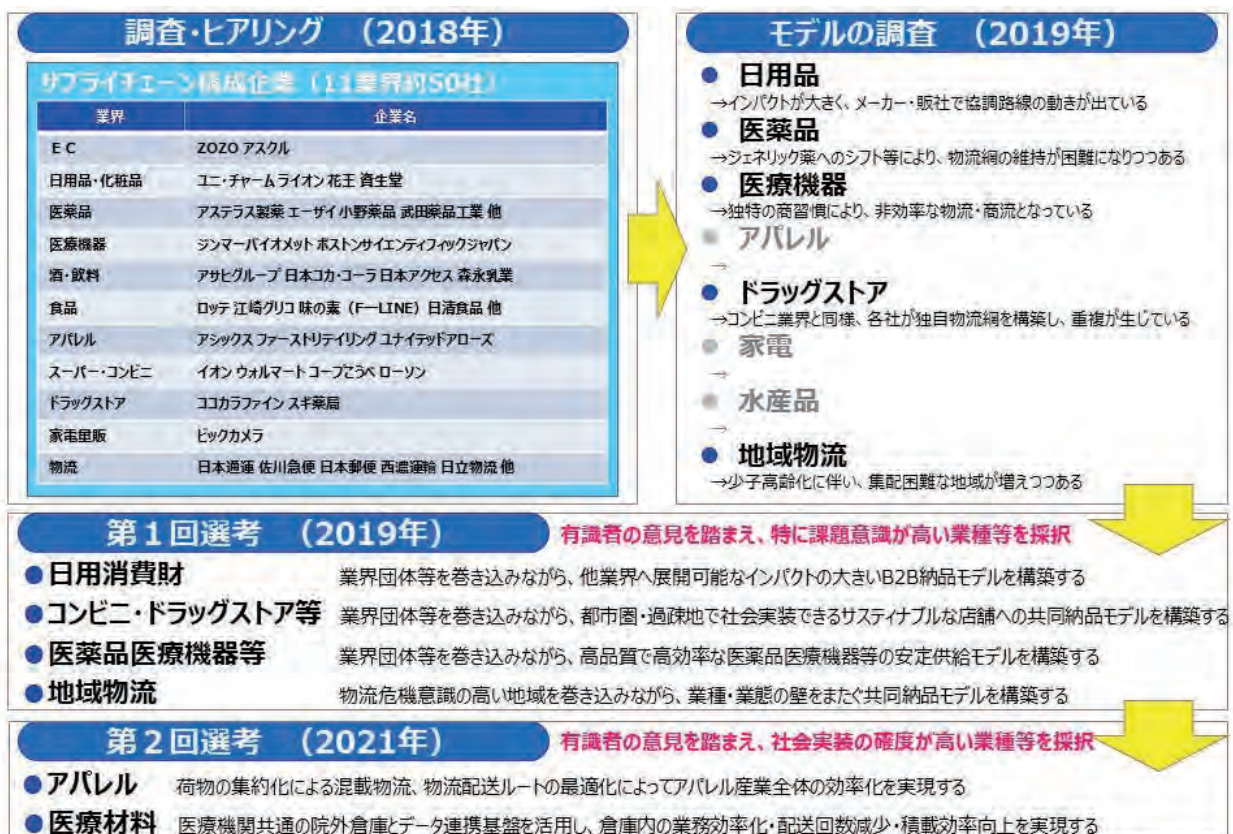 調査・ヒアリング （2018年）
サプライチェーン構成企業（11業界約50社）
業界 企業名
ＥＣ ZOZO アスクル
日用品・化粧品 ユニ・チャーム ライオン 花王 資生堂
医薬品 アステラス製薬 エーザイ 小野薬品 武田薬品工業 他
医療機器 ジンマーバイオメット ボストンサイエンティフィックジャパン
酒・飲料 アサヒグループ 日本コカ・コーラ 日本アクセス 森永乳業
食品 ロッテ 江崎グリコ 味の素（F－LINE）日清食品 他
アパレル アシックス ファーストリテイリング ユナイテッドアローズ
スーパー・コンビニ イオン ウォルマート コープこうべ ローソン
ドラッグストア ココカラファイン スギ薬局
家電量販 ビックカメラ
物流 日本通運 佐川急便 日本郵便 西濃運輸 日立物流 他
モデルの調査 （2019年）
● 日用品
→インパクトが大きく、メーカー・販社で協調路線の動きが出ている
● 医薬品
→ジェネリック薬へのシフト等により、物流網の維持が困難になりつつある
● 医療機器
→独特の商習慣により、非効率な物流・商流となっている
● アパレル
→
● ドラッグストア
→コンビニ業界と同様、各社が独自物流網を構築し、重複が生じている
● 家電
→
● 水産品
→
● 地域物流
→少子高齢化に伴い、集配困難な地域が増えつつある
第１回選考 （2019年） 有識者の意見を踏まえ、特に課題意識が高い業種等を採択
●日用消費財 業界団体等を巻き込みながら、他業界へ展開可能なインパクトの大きいB2B納品モデルを構築する
●コンビニ・ドラッグストア等 業界団体等を巻き込みながら、都市圏・過疎地で社会実装できるサスティナブルな店舗への共同納品モデルを構築する
●医薬品医療機器等 業界団体等を巻き込みながら、高品質で高効率な医薬品医療機器等の安定供給モデルを構築する
●地域物流 物流危機意識の高い地域を巻き込みながら、業種・業態の壁をまたぐ共同納品モデルを構築する
第２回選考 （2021年） 有識者の意見を踏まえ、社会実装の確度が高い業種等を採択
●アパレル 荷物の集約化による混載物流、物流配送ルートの最適化によってアパレル産業全体の効率化を実現する
●医療材料 医療機関共通の院外倉庫とデータ連携基盤を活用し、倉庫内の業務効率化・配送回数減少・積載効率向上を実現する